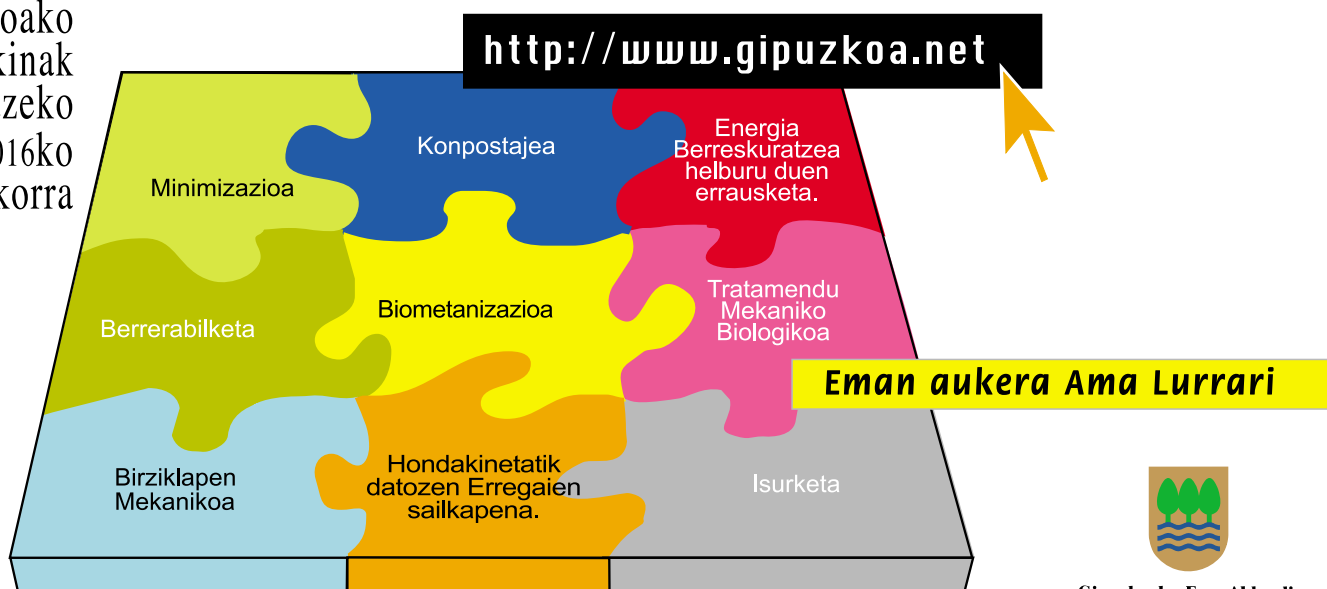 oako
kinak
zeko
016ko
korra
http://www.gipuzkoa.net
Minimizazioa
Konpostajea
Energia
Berreskuratzea
helburu duen
errausketa.
Berrerabilketa
Biometanizazioa
Tratamendu
Mekaniko
Biologikoa
Eman aukera Ama Lurrari
Birziklapen
Mekanikoa
Hondakinetatik
datozen Erregaien
sailkapena.
Isurketa